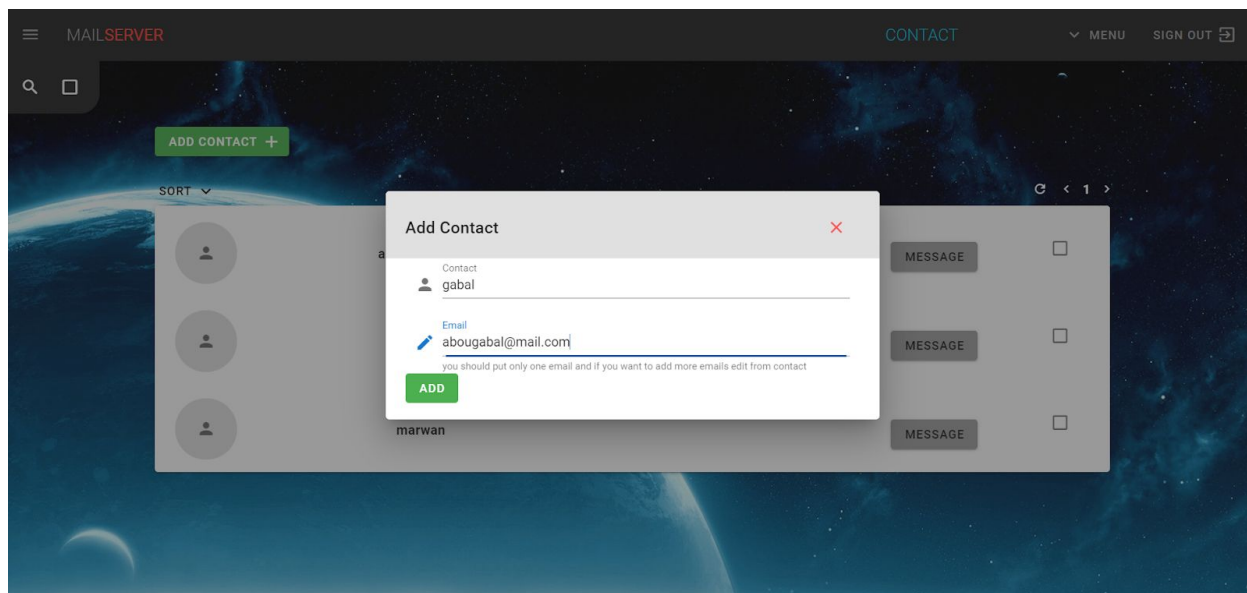 MAILSERVER CONTACT MENU SIGN OUT
ADD CONTACT +
SORT < 1 >
Add Contact
MESSAGE
Contact
gabal
Email
abougabal@mail.com
MESSAGE
you should put only one email and if you want to add more emails edit from contact
ADD
marwan MESSAGE